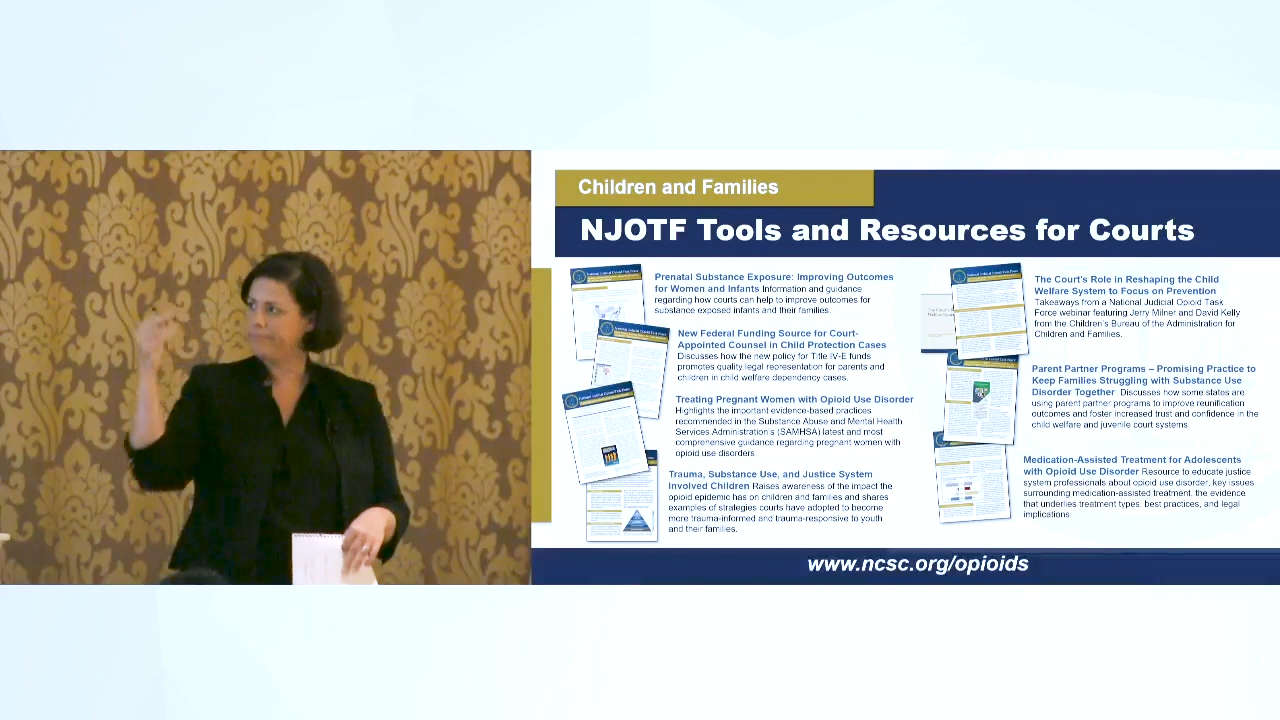 Children and Families
NJOTF Tools and Resources for Courts
Prenatal Substance Exposure: Improving Outcomes
for Women and Infants Information and guidance
regarding how courts can help to improve outcomes for
substance exposed infants and their families.
New Federal Funding Source for Court-
Appointed Counsel in Child Protection Cases
Discusses how the new policy for Title IV-E funds
promotes quality legal representation for parents and
children in child welfare dependency cases.
Treating Pregnant Women with Opioid Use Disorder
Highlights the important evidence-based practices
recommended in the Substance Abuse and Mental Health
Services Administration's (SAMHSA) latest and most
comprehensive guidance regarding pregnant women with
opioid use disorders.
Trauma, Substance Use, and Justice System
Involved Children Raises awareness of the impact the
opioid epidemic has on children and families and offers
examples of strategies courts have adopted to become
more trauma-informed and trauma-responsive to youth
and their families.
The Court's Role in Reshaping the Child
Welfare System to Focus on Prevention
Takeaways from a National Judicial Opioid Task
Force webinar featuring Jerry Milner and David Kelly
from the Children's Bureau of the Administration for
Children and Families.
Parent Partner Programs – Promising Practice to
Keep Families Struggling with Substance Use
Disorder Together Discusses how some states are
using parent partner programs to improve reunification
outcomes and foster increased trust and confidence in the
child welfare and juvenile court systems.
Medication-Assisted Treatment for Adolescents
with Opioid Use Disorder Resource to educate justice
system professionals about opioid use disorder, key issues
surrounding medication assisted treatment, the evidence
that underlies treatment types, best practices, and legal
implications.
www.ncsc.org/opioids